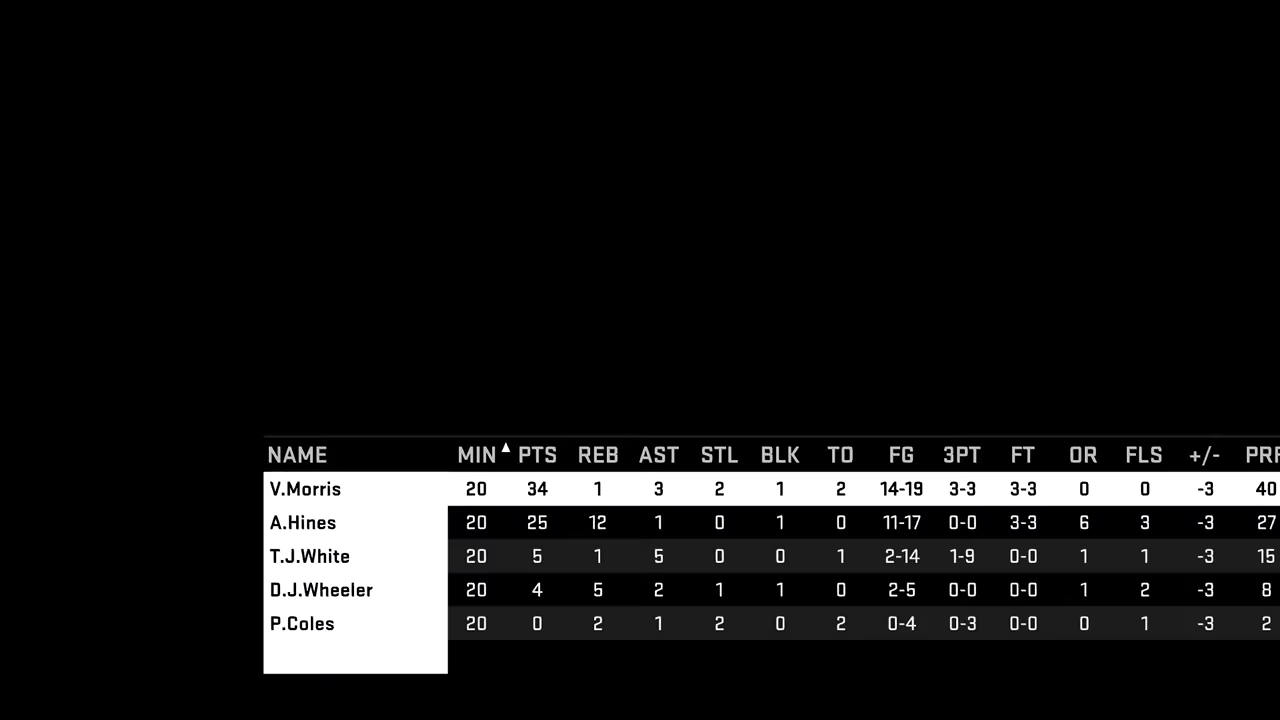 NAME MIN ▲ PTS REB AST STL BLK TO FG 3PT FT OR FLS +/- PRF
V.Morris 20 34 1 3 2 1 2 14-19 3-3 3-3 0 0 -3 40
A.Hines 20 25 12 1 0 1 0 11-17 0-0 3-3 6 3 -3 27
T.J.White 20 5 1 5 0 0 1 2-14 1-9 0-0 1 1 -3 15
D.J.Wheeler 20 4 5 2 1 1 0 2-5 0-0 0-0 1 2 -3 8
P.Coles 20 0 2 1 2 0 2 0-4 0-3 0-0 0 1 -3 2